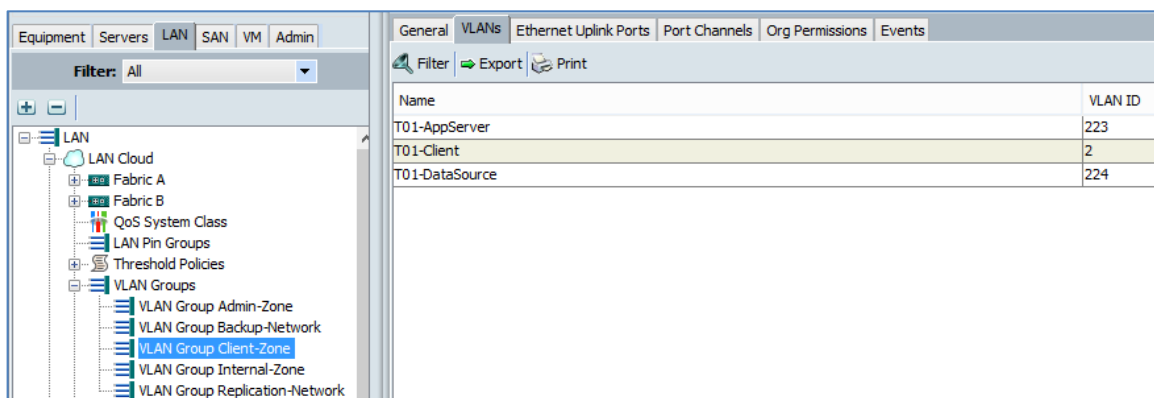 Equipment Servers LAN SAN VM Admin
Filter: All
LAN
LAN Cloud
Fabric A
Fabric B
QoS System Class
LAN Pin Groups
Threshold Policies
VLAN Groups
VLAN Group Admin-Zone
VLAN Group Backup-Network
VLAN Group Client-Zone
VLAN Group Internal-Zone
VLAN Group Replication-Network
General VLANs Ethernet Uplink Ports Port Channels Org Permissions Events
Filter Export Print
Name VLAN ID
T01-AppServer 223
T01-Client 2
T01-DataSource 224